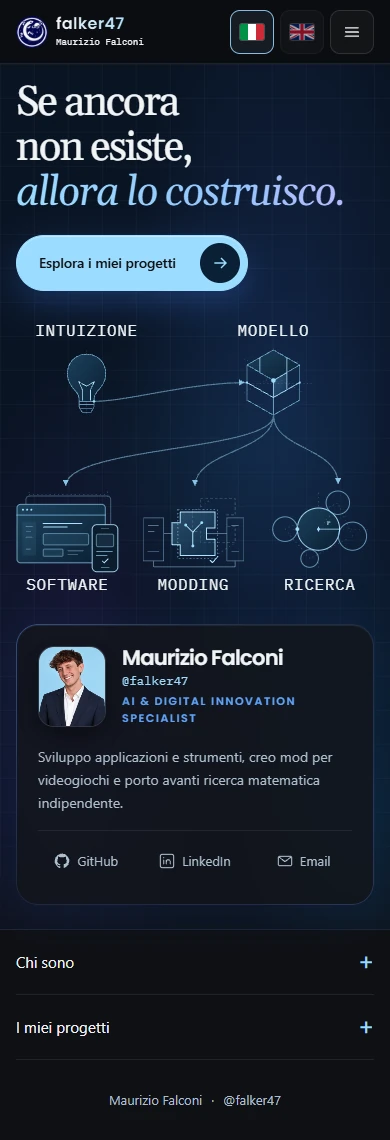 falker47
Maurizio Falconi
Se ancora
non esiste,
allora lo costruisco.
Esplora i miei progetti
INTUIZIONE
MODELLO
SOFTWARE
MODDING
RICERCA
Maurizio Falconi
@falker47
AI & DIGITAL INNOVATION
SPECIALIST
Sviluppo applicazioni e strumenti, creo mod per
videogiochi e porto avanti ricerca matematica
indipendente.
GitHub
LinkedIn
Email
Chi sono
I miei progetti
Maurizio Falconi · @falker47